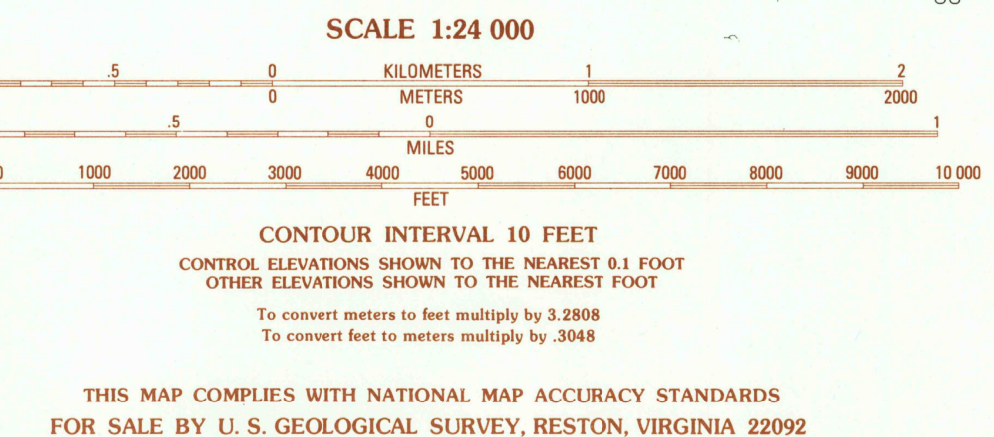 SCALE 1:24 000
.5 0 KILOMETERS 1 2
0 METERS 1000 2000
.5 0 1
MILES
1000 2000 3000 4000 5000 6000 7000 8000 9000 10 000
FEET
CONTOUR INTERVAL 10 FEET
CONTROL ELEVATIONS SHOWN TO THE NEAREST 0.1 FOOT
OTHER ELEVATIONS SHOWN TO THE NEAREST FOOT
To convert meters to feet multiply by 3.2808
To convert feet to meters multiply by .3048
THIS MAP COMPLIES WITH NATIONAL MAP ACCURACY STANDARDS
FOR SALE BY U. S. GEOLOGICAL SURVEY, RESTON, VIRGINIA 22092